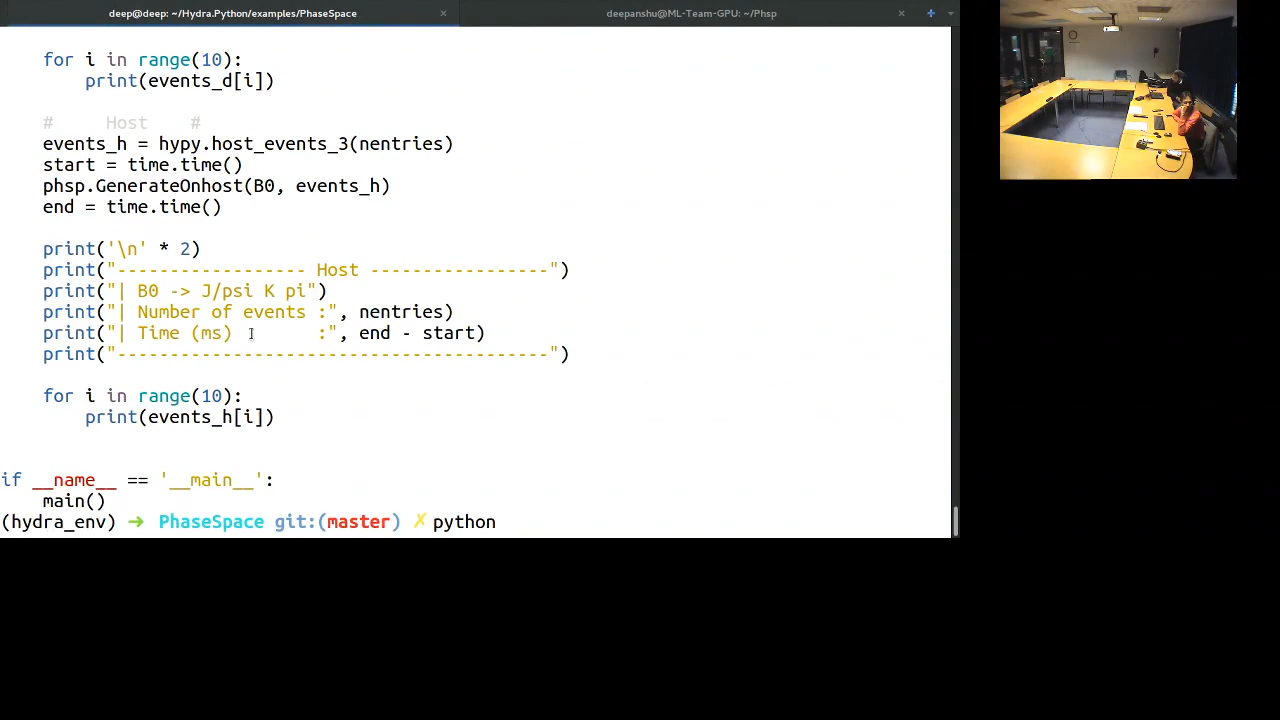 deep@deep: ~/Hydra.Python/examples/PhaseSpace × deepanshu@ML-Team-GPU: ~/Phsp × +
for i in range(10):
print(events_d[i])
# Host #
events_h = hypy.host_events_3(nentries)
start = time.time()
phsp.GenerateOnhost(B0, events_h)
end = time.time()
print('\n' * 2)
print("------------------ Host -----------------")
print("| B0 -> J/psi K pi")
print("| Number of events :", nentries)
print("| Time (ms)        :", end - start)
print("-----------------------------------------")
for i in range(10):
print(events_h[i])
if __name__ == '__main__':
main()
(hydra_env) ➜ PhaseSpace git:(master) ✗ python